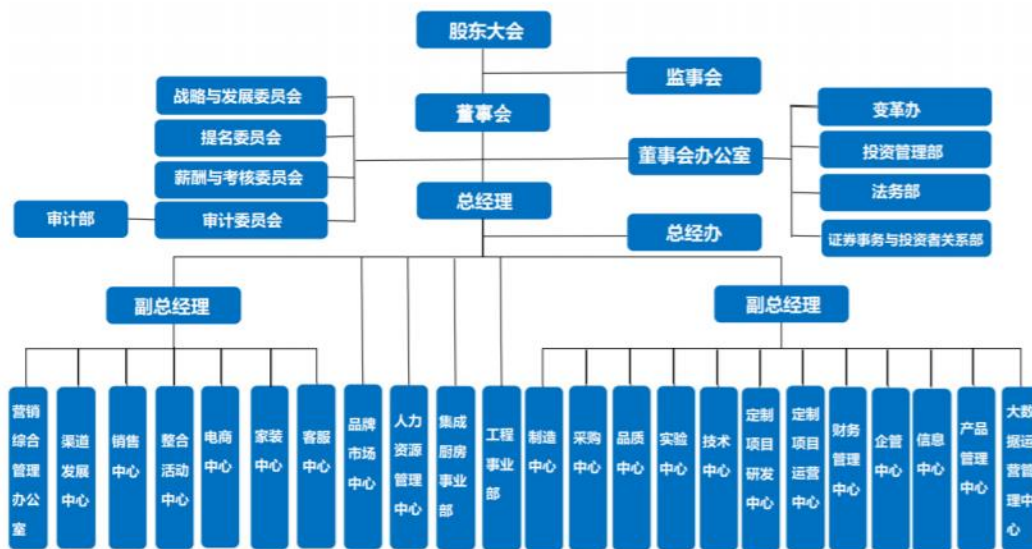 股东大会
监事会
战略与发展委员会
董事会
变革办
提名委员会
董事会办公室
投资管理部
薪酬与考核委员会
总经理
法务部
审计部
审计委员会
总经办
证券事务与投资者关系部
副总经理
副总经理
营销
综合
管理
办公
室
渠道
发展
中心
销售
中心
整合
活动
中心
电商
中心
家装
中心
客服
中心
品牌
市场
中心
人力
资源
管理
中心
集成
厨房
事业
部
工程
事业
部
制造
中心
采购
中心
品质
中心
实验
中心
技术
中心
定制
项目
研发
中心
定制
项目
运营
中心
财务
管理
中心
企管
中心
信息
中心
产品
管理
中心
大数
据运
营管
理中
心